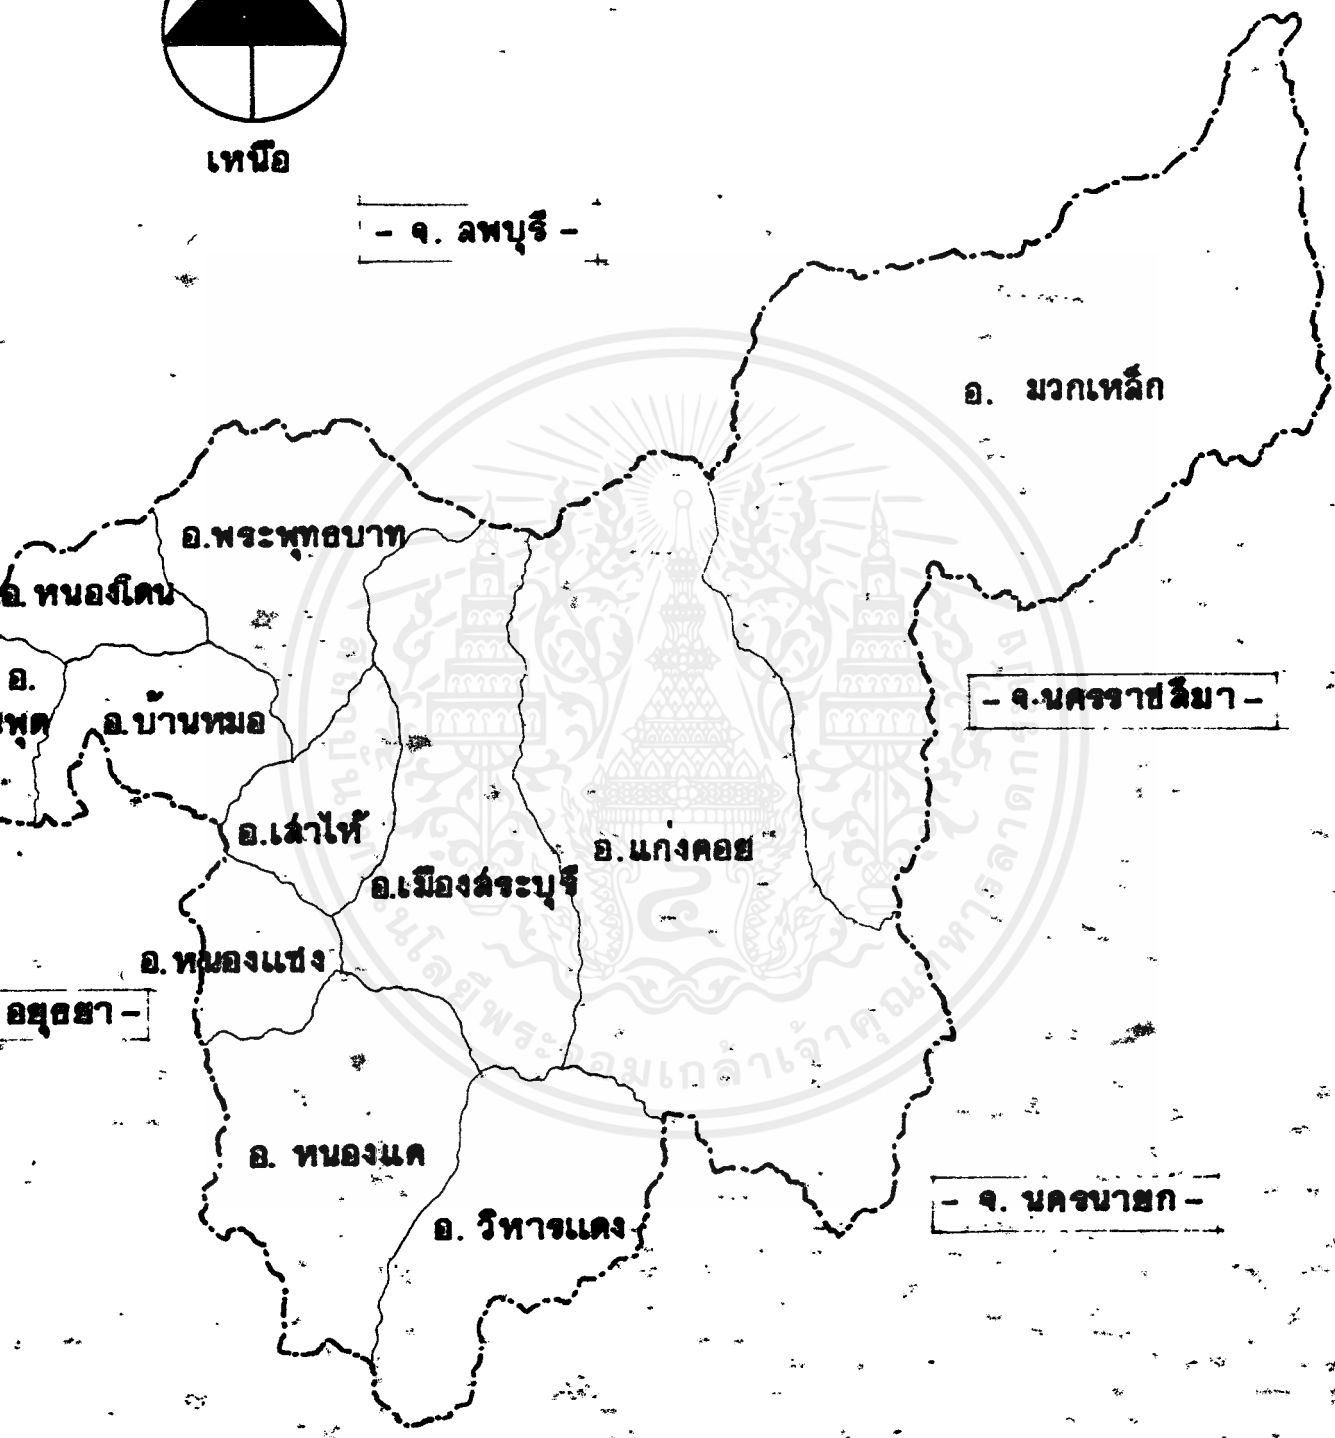 เหนือ
- จ. ลพบุรี -
อ. มวกเหล็ก
อ.พระพุทธบาท
อ. หนองโดน
อ.
พุด
อ.บ้านหมอ
- จ.นครราชสีมา -
อ.เส้าไห้
อ.แก่งคอย
อ.เมืองสระบุรี
อ.หนองแซง
อยุธยา -
อ. หนองแค
อ. วิหารแดง
- จ. นครนายก -